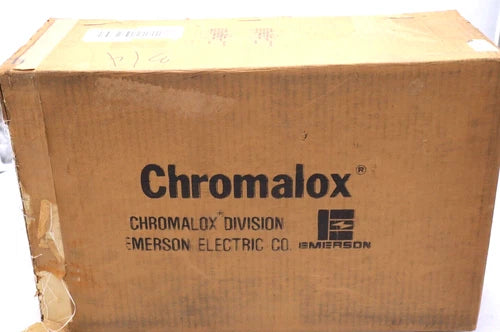 Chromalox®
CHROMALOX® DIVISION
EMERSON ELECTRIC CO. EMERSON